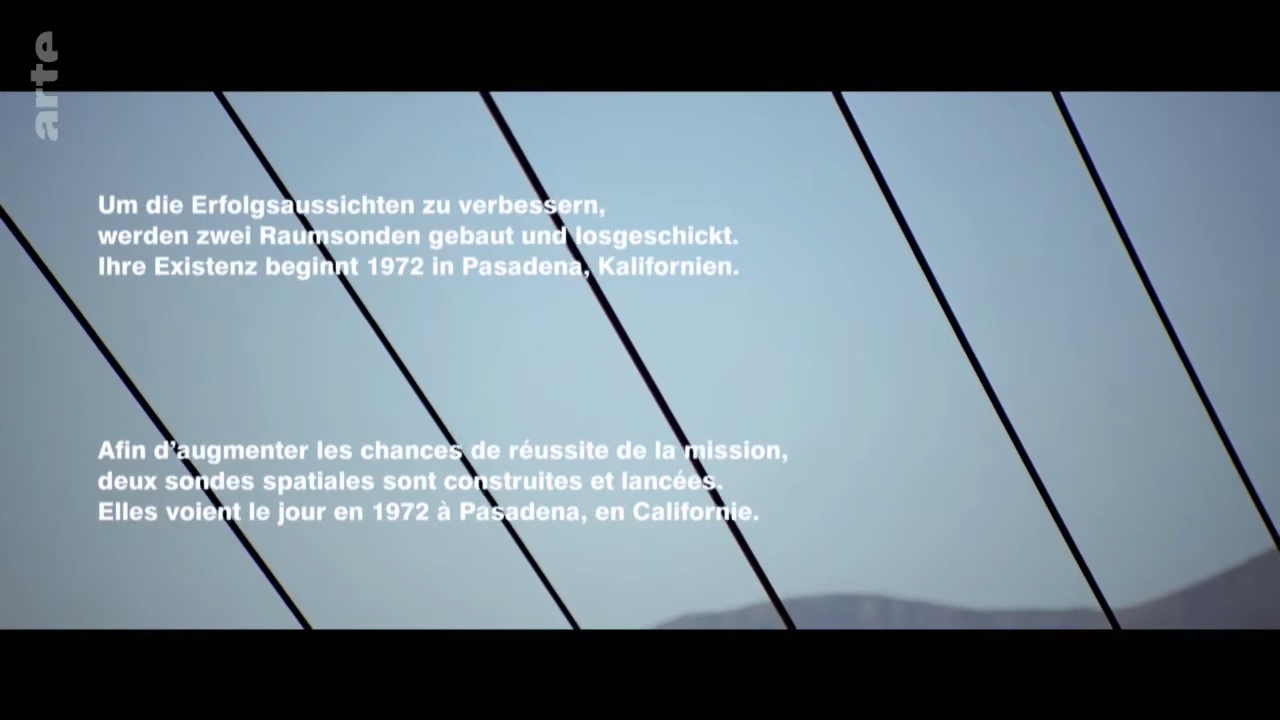 arte
Um die Erfolgsaussichten zu verbessern,
werden zwei Raumsonden gebaut und losgeschickt.
Ihre Existenz beginnt 1972 in Pasadena, Kalifornien.
Afin d'augmenter les chances de réussite de la mission,
deux sondes spatiales sont construites et lancées.
Elles voient le jour en 1972 à Pasadena, en Californie.